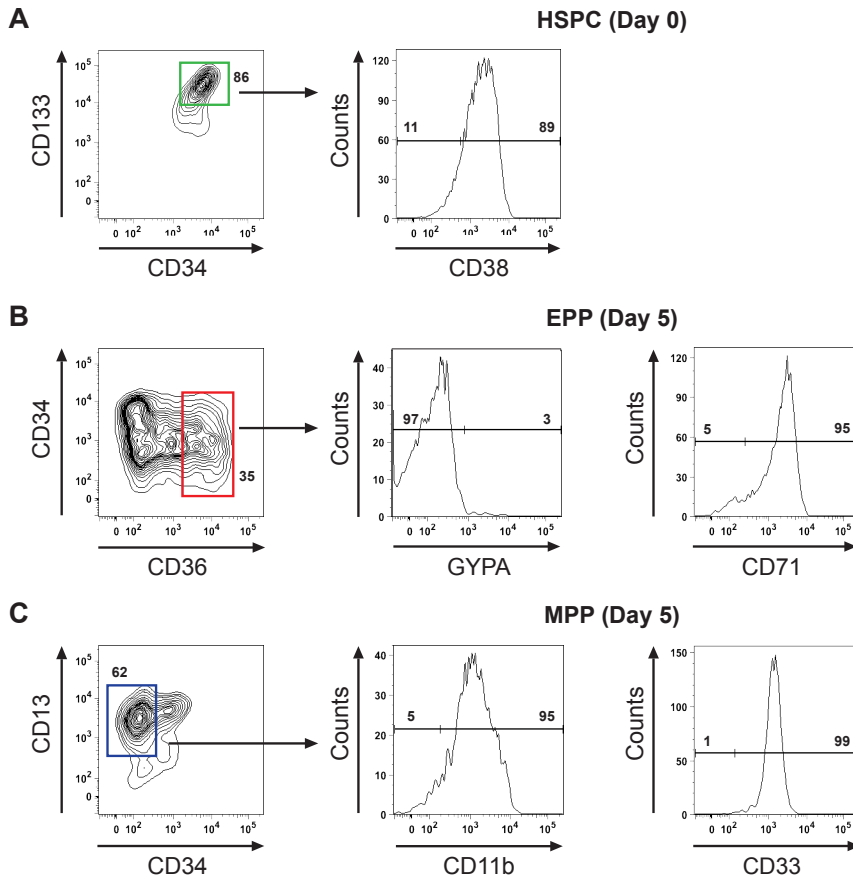 A
HSPC (Day 0)
CD133
10^5
10^4
10^3
10^2
0
86
0 10^2 10^3 10^4 10^5
CD34
Counts
120
90
60
30
0
11
89
0 10^2 10^3 10^4 10^5
CD38
B
EPP (Day 5)
CD34
10^5
10^4
10^3
10^2
0
35
0 10^2 10^3 10^4 10^5
CD36
Counts
40
30
20
10
0
97
3
0 10^2 10^3 10^4 10^5
GYPA
Counts
120
90
60
30
0
5
95
0 10^2 10^3 10^4 10^5
CD71
C
MPP (Day 5)
CD13
10^5
10^4
10^3
10^2
0
62
0 10^2 10^3 10^4 10^5
CD34
Counts
40
30
20
10
0
5
95
0 10^2 10^3 10^4 10^5
CD11b
Counts
150
100
50
0
1
99
0 10^2 10^3 10^4 10^5
CD33